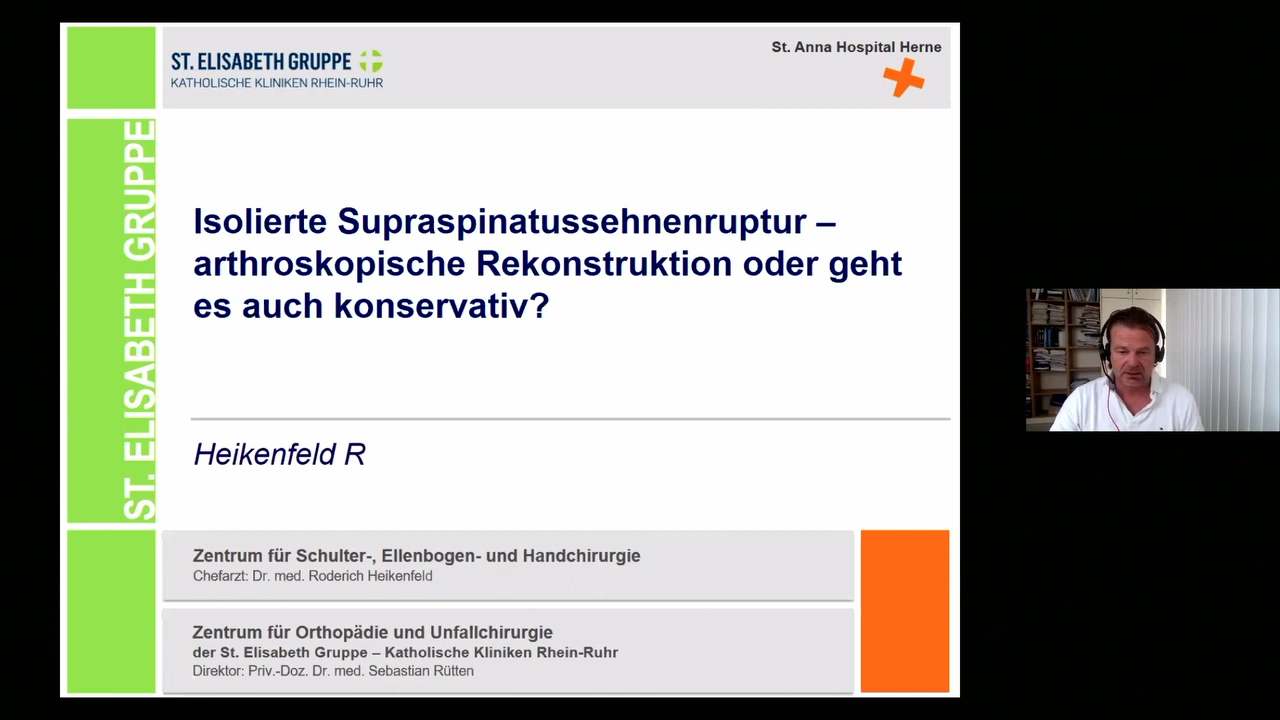 ST. ELISABETH GRUPPE
KATHOLISCHE KLINIKEN RHEIN-RUHR
St. Anna Hospital Herne
ST. ELISABETH GRUPPE
Isolierte Supraspinatussehnenruptur –
arthroskopische Rekonstruktion oder geht
es auch konservativ?
Heikenfeld R
Zentrum für Schulter-, Ellenbogen- und Handchirurgie
Chefarzt: Dr. med. Roderich Heikenfeld
Zentrum für Orthopädie und Unfallchirurgie
der St. Elisabeth Gruppe – Katholische Kliniken Rhein-Ruhr
Direktor: Priv.-Doz. Dr. med. Sebastian Rütten